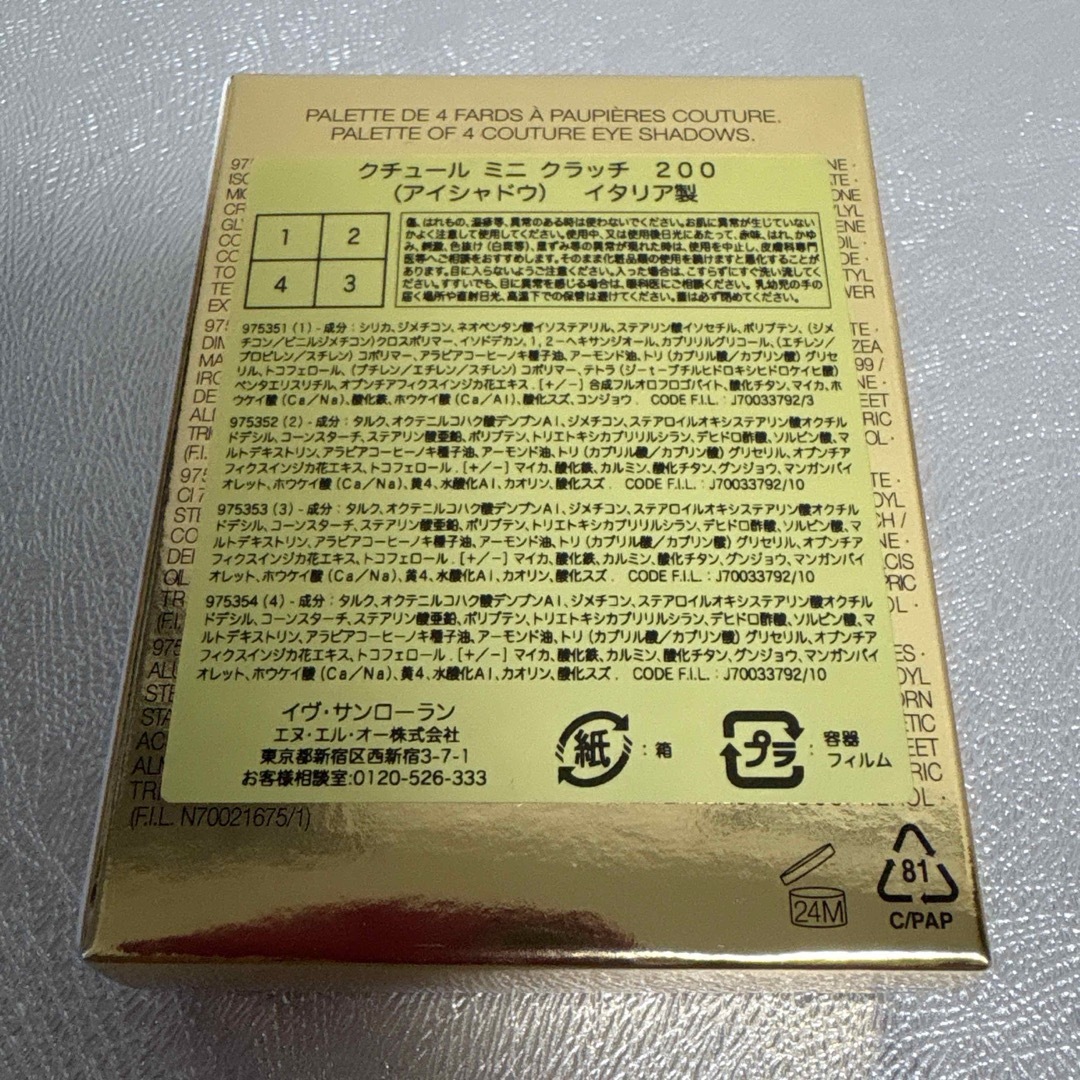 PALETTE DE 4 FARDS À PAUPIÈRES COUTURE.
PALETTE OF 4 COUTURE EYE SHADOWS.
クチュール ミニ クラッチ 200
(アイシャドウ) イタリア製
1 2
4 3
傷、はれもの、湿疹等、異常のある時は使わないでください。お肌に異常が生じていない
かよく注意して使用してください。使用中、又は使用後日光にあたって、赤味、はれ、かゆ
み、刺激、色抜け(白斑等)、黒ずみ等の異常が現れた時は、使用を中止し、皮膚科専門
医等へご相談をおすすめします。そのまま化粧品類の使用を続けますと悪化することが
あります。目に入らないようご注意ください。入った場合は、こすらずにすぐ洗い流してく
ださい。すすいでも、目に異常を感じる場合は、眼科医にご相談ください。乳幼児の手の
届く場所や直射日光、高温下での保管は避けてください。蓋は必ず閉めてください。
975351(1)-成分:シリカ、ジメチコン、ネオペンタン酸イソステアリル、ステアリン酸イソセチル、ポリブテン、(ジメ
チコン/ビニルジメチコン)クロスポリマー、イソドデカン、1,2-ヘキサンジオール、カプリリルグリコール、(エチレン/
プロピレン/スチレン)コポリマー、アラビアコーヒーノキ種子油、アーモンド油、トリ(カプリル酸/カプリン酸)グリセ
リル、トコフェロール、(ブチレン/エチレン/スチレン)コポリマー、テトラ(ジ-t-ブチルヒドロキシヒドロケイヒ酸)
ペンタエリスリチル、オプンチアフィクスインジカ花エキス.[+/-]合成フルオロフロゴパイト、酸化チタン、マイカ、ホ
ウケイ酸(Ca/Na)、酸化鉄、ホウケイ酸(Ca/Al)、酸化スズ、コンジョウ. CODE F.I.L.:J70033792/3
975352(2)-成分:タルク、オクテニルコハク酸デンプンAl、ジメチコン、ステアロイルオキシステアリン酸オクチル
ドデシル、コーンスターチ、ステアリン酸亜鉛、ポリブテン、トリエトキシカプリリルシラン、デヒドロ酢酸、ソルビン酸、マ
ルトデキストリン、アラビアコーヒーノキ種子油、アーモンド油、トリ(カプリル酸/カプリン酸)グリセリル、オプンチア
フィクスインジカ花エキス、トコフェロール.[+/-]マイカ、酸化鉄、カルミン、酸化チタン、グンジョウ、マンガンバイ
オレット、ホウケイ酸(Ca/Na)、黄4、水酸化Al、カオリン、酸化スズ. CODE F.I.L.:J70033792/10
975353(3)-成分:タルク、オクテニルコハク酸デンプンAl、ジメチコン、ステアロイルオキシステアリン酸オクチル
ドデシル、コーンスターチ、ステアリン酸亜鉛、ポリブテン、トリエトキシカプリリルシラン、デヒドロ酢酸、ソルビン酸、マ
ルトデキストリン、アラビアコーヒーノキ種子油、アーモンド油、トリ(カプリル酸/カプリン酸)グリセリル、オプンチア
フィクスインジカ花エキス、トコフェロール.[+/-]マイカ、酸化鉄、カルミン、酸化チタン、グンジョウ、マンガンバイ
オレット、ホウケイ酸(Ca/Na)、黄4、水酸化Al、カオリン、酸化スズ. CODE F.I.L.:J70033792/10
975354(4)-成分:タルク、オクテニルコハク酸デンプンAl、ジメチコン、ステアロイルオキシステアリン酸オクチル
ドデシル、コーンスターチ、ステアリン酸亜鉛、ポリブテン、トリエトキシカプリリルシラン、デヒドロ酢酸、ソルビン酸、マ
ルトデキストリン、アラビアコーヒーノキ種子油、アーモンド油、トリ(カプリル酸/カプリン酸)グリセリル、オプンチア
フィクスインジカ花エキス、トコフェロール.[+/-]マイカ、酸化鉄、カルミン、酸化チタン、グンジョウ、マンガンバイ
オレット、ホウケイ酸(Ca/Na)、黄4、水酸化Al、カオリン、酸化スズ. CODE F.I.L.:J70033792/10
イヴ・サンローラン
エヌ・エル・オー株式会社
東京都新宿区西新宿3-7-1
お客様相談室:0120-526-333
紙 :箱
プラ :容器
フィルム
(F.I.L. N70021675/1)
24M
81
C/PAP